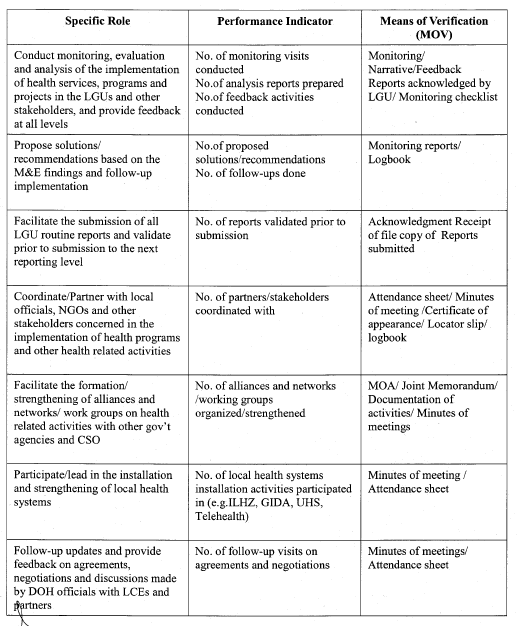 Specific Role
Performance Indicator
Means of Verification
(MOV)
Conduct monitoring, evaluation
and analysis of the implementation
of health services, programs and
projects in the LGUs and other
stakeholders, and provide feedback
at all levels
No. of monitoring visits
conducted
No.of analysis reports prepared
No.of feedback activities
conducted
Monitoring/
Narrative/Feedback
Reports acknowledged by
LGU/ Monitoring checklist
Propose solutions/
recommendations based on the
M&E findings and follow-up
implementation
No.of proposed
solutions/recommendations
No. of follow-ups done
Monitoring reports/
Logbook
Facilitate the submission of all
LGU routine reports and validate
prior to submission to the next
reporting level
No. of reports validated prior to
submission
Acknowledgment Receipt
of file copy of Reports
submitted
Coordinate/Partner with local
officials, NGOs and other
stakeholders concerned in the
implementation of health programs
and other health related activities
No. of partners/stakeholders
coordinated with
Attendance sheet/ Minutes
of meeting /Certificate of
appearance/ Locator slip/
logbook
Facilitate the formation/
strengthening of alliances and
networks/ work groups on health
related activities with other gov't
agencies and CSO
No. of alliances and networks
/working groups
organized/strengthened
MOA/ Joint Memorandum/
Documentation of
activities/ Minutes of
meetings
Participate/lead in the installation
and strengthening of local health
systems
No. of local health systems
installation activities participated
in (e.g.ILHZ, GIDA, UHS,
Telehealth)
Minutes of meeting /
Attendance sheet
Follow-up updates and provide
feedback on agreements,
negotiations and discussions made
by DOH officials with LCEs and
partners
No. of follow-up visits on
agreements and negotiations
Minutes of meetings/
Attendance sheet